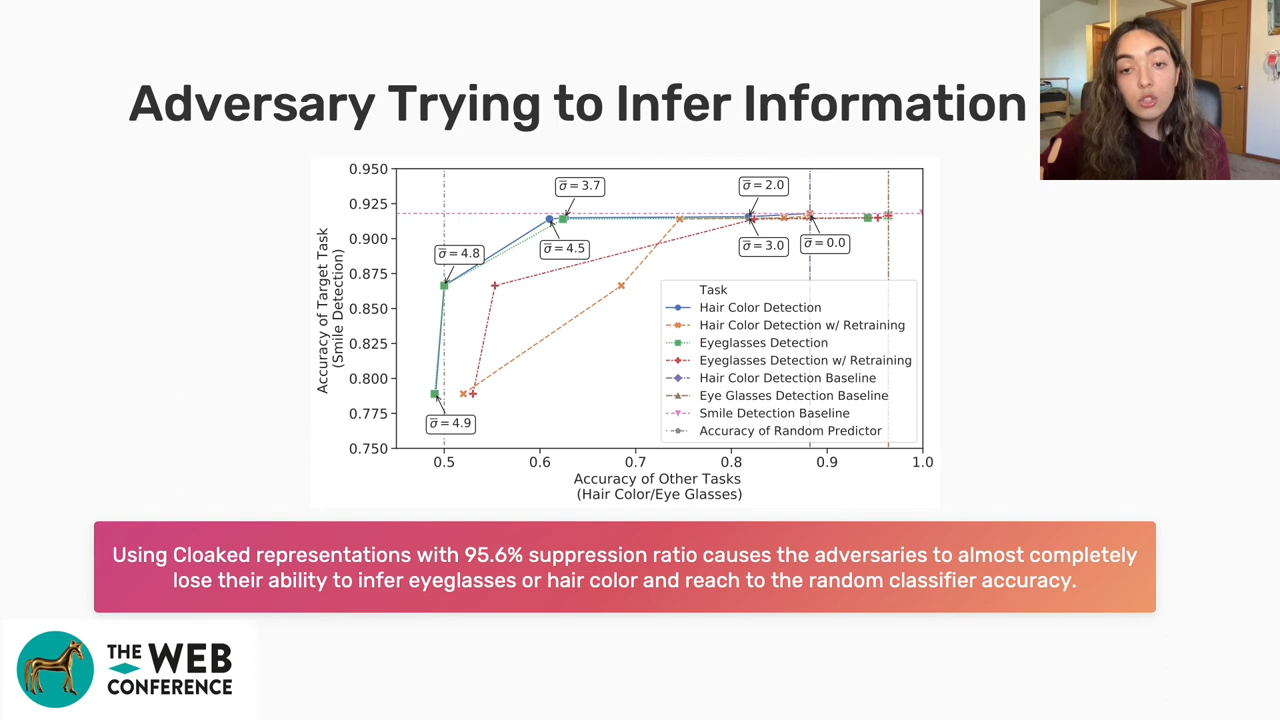 Adversary Trying to Infer Information
0.950
0.925
0.900
0.875
0.850
0.825
0.800
0.775
0.750
Accuracy of Target Task
(Smile Detection)
σ̅ = 3.7
σ̅ = 2.0
σ̅ = 4.8
σ̅ = 4.5
σ̅ = 3.0
σ̅ = 0.0
σ̅ = 4.9
Task
Hair Color Detection
Hair Color Detection w/ Retraining
Eyeglasses Detection
Eyeglasses Detection w/ Retraining
Hair Color Detection Baseline
Eye Glasses Detection Baseline
Smile Detection Baseline
Accuracy of Random Predictor
0.5 0.6 0.7 0.8 0.9 1.0
Accuracy of Other Tasks
(Hair Color/Eye Glasses)
Using Cloaked representations with 95.6% suppression ratio causes the adversaries to almost completely
lose their ability to infer eyeglasses or hair color and reach to the random classifier accuracy.
THE WEB
CONFERENCE